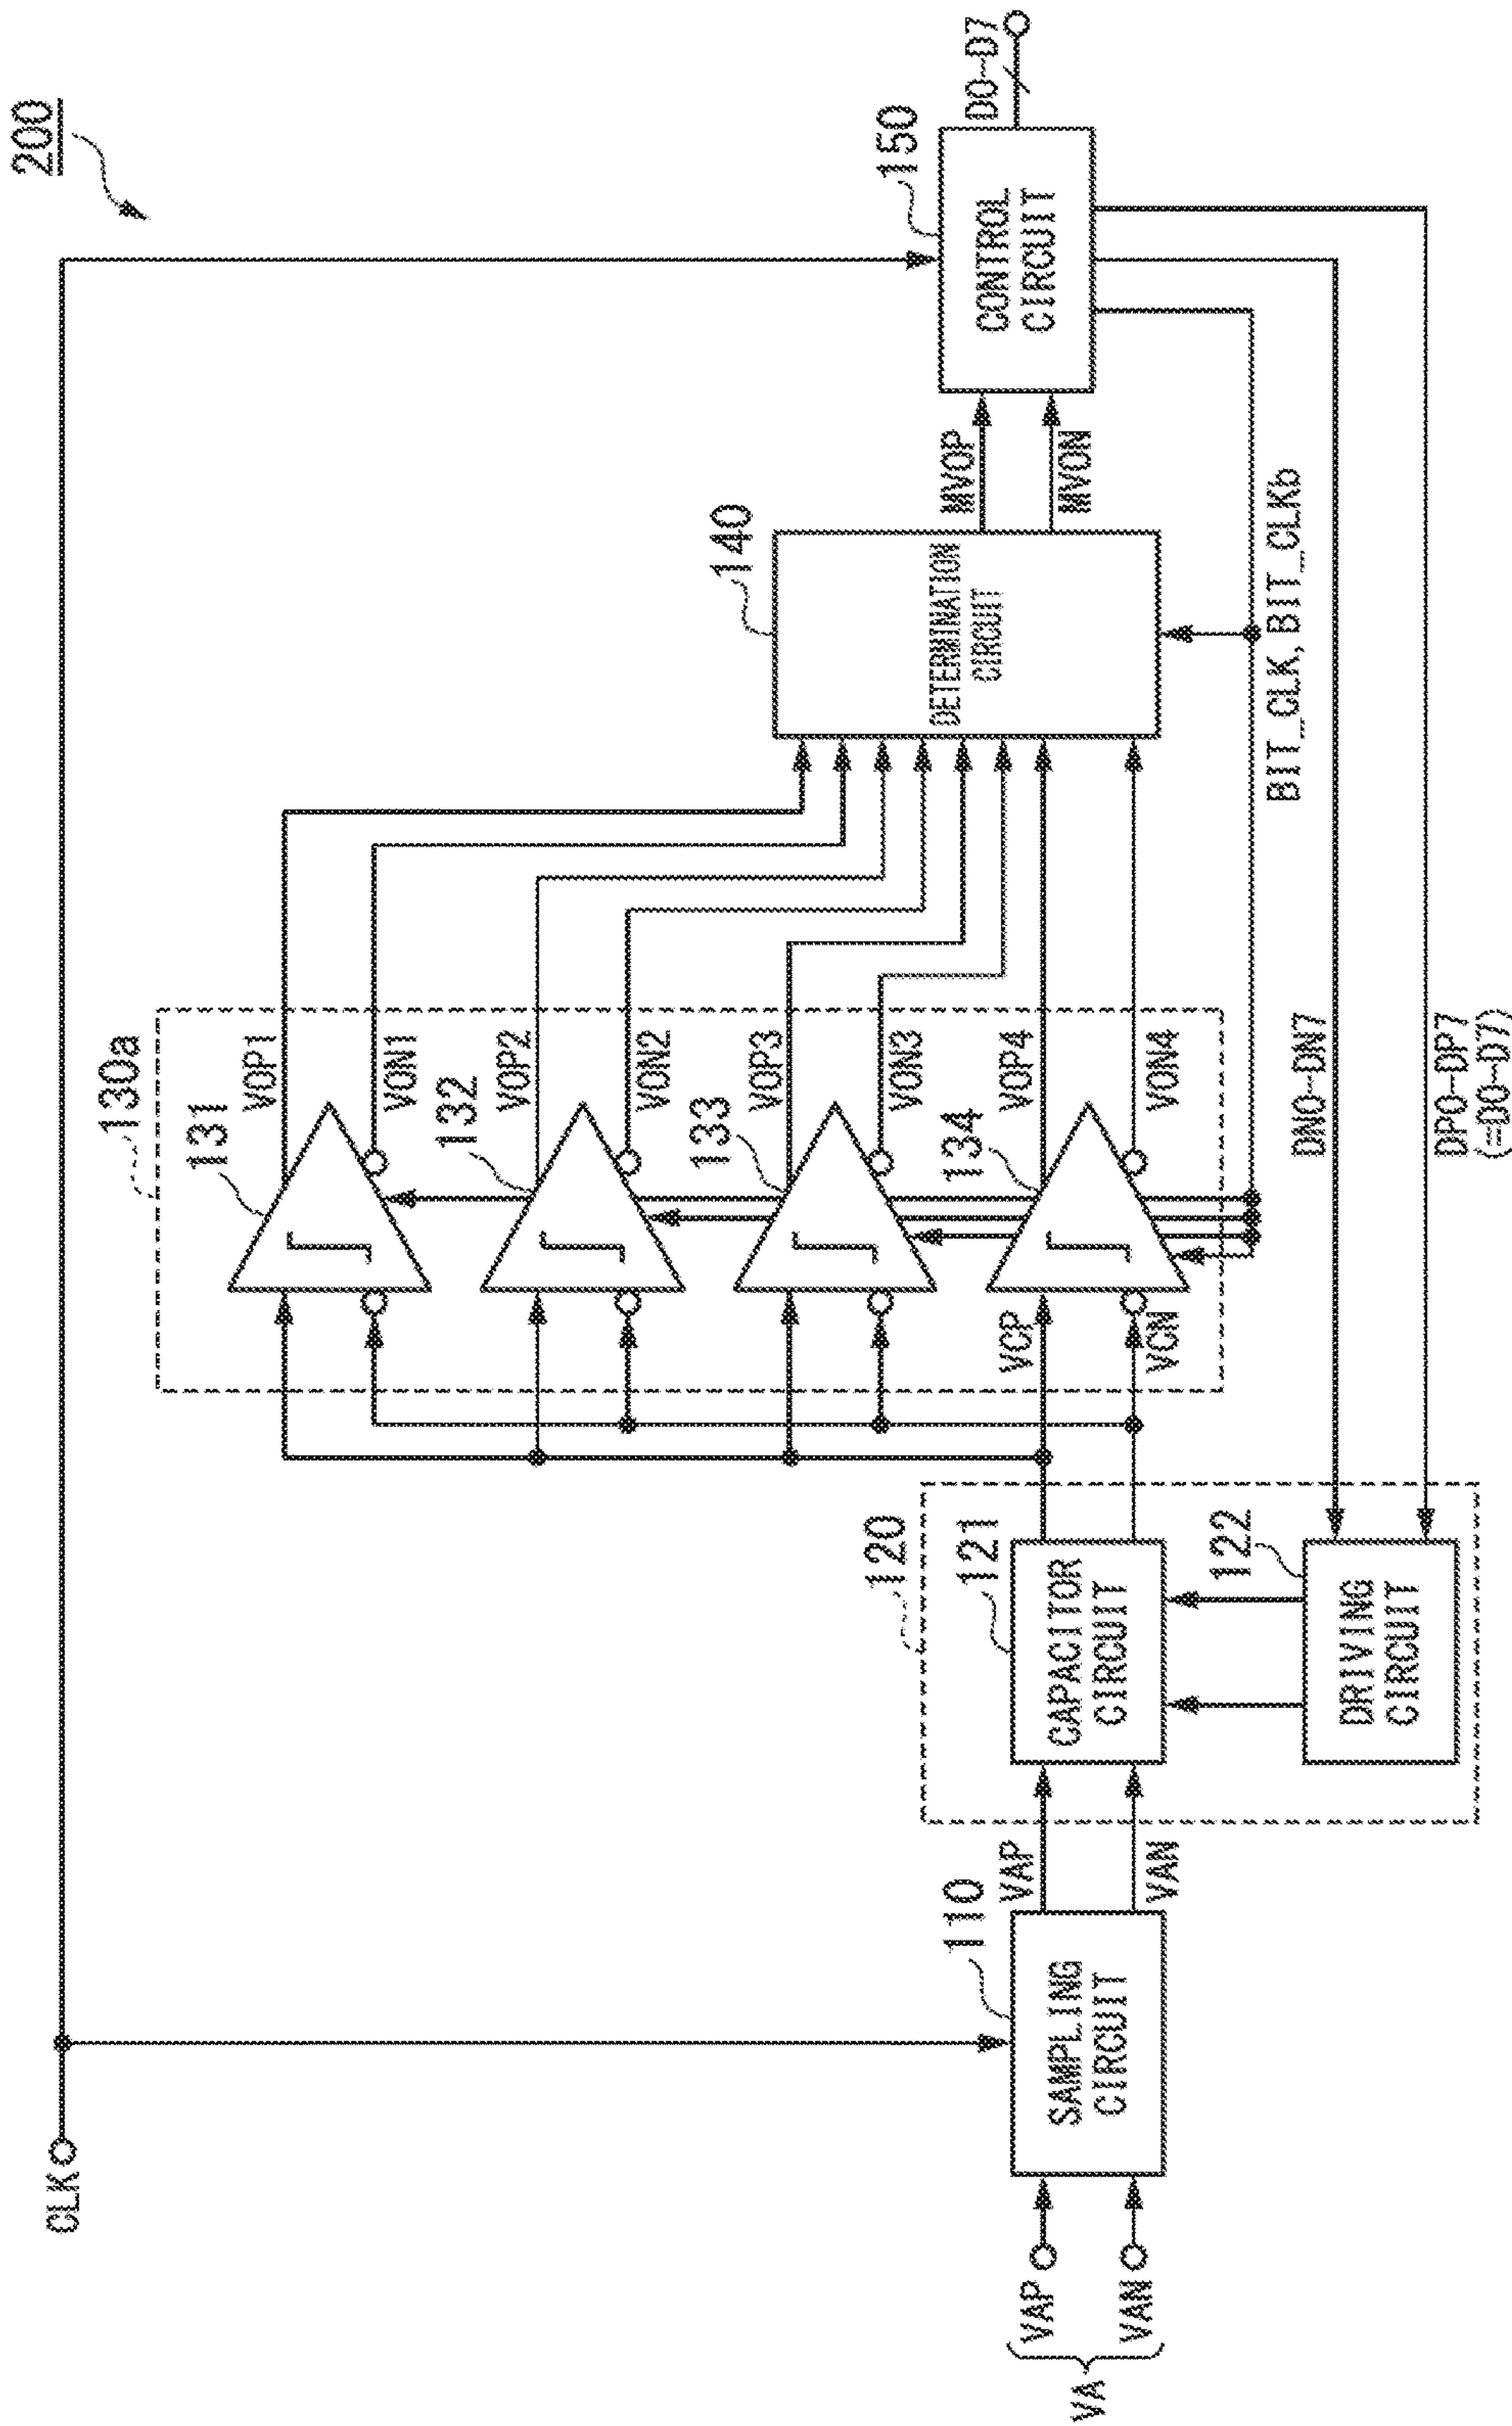 200
CLK
130a
131
VOP1
VON1
132
VOP2
VON2
133
VOP3
VON3
134
VOP4
VON4
VCP
VCN
140
DETERMINATION
CIRCUIT
MVOP
MVON
150
CONTROL
CIRCUIT
D0-D7
VA
VAP
VAN
110
SAMPLING
CIRCUIT
VAP
VAN
120
121
CAPACITOR
CIRCUIT
122
DRIVING
CIRCUIT
BIT_CLK, BIT_CLKb
DN0-DN7
DP0-DP7
(=D0-D7)